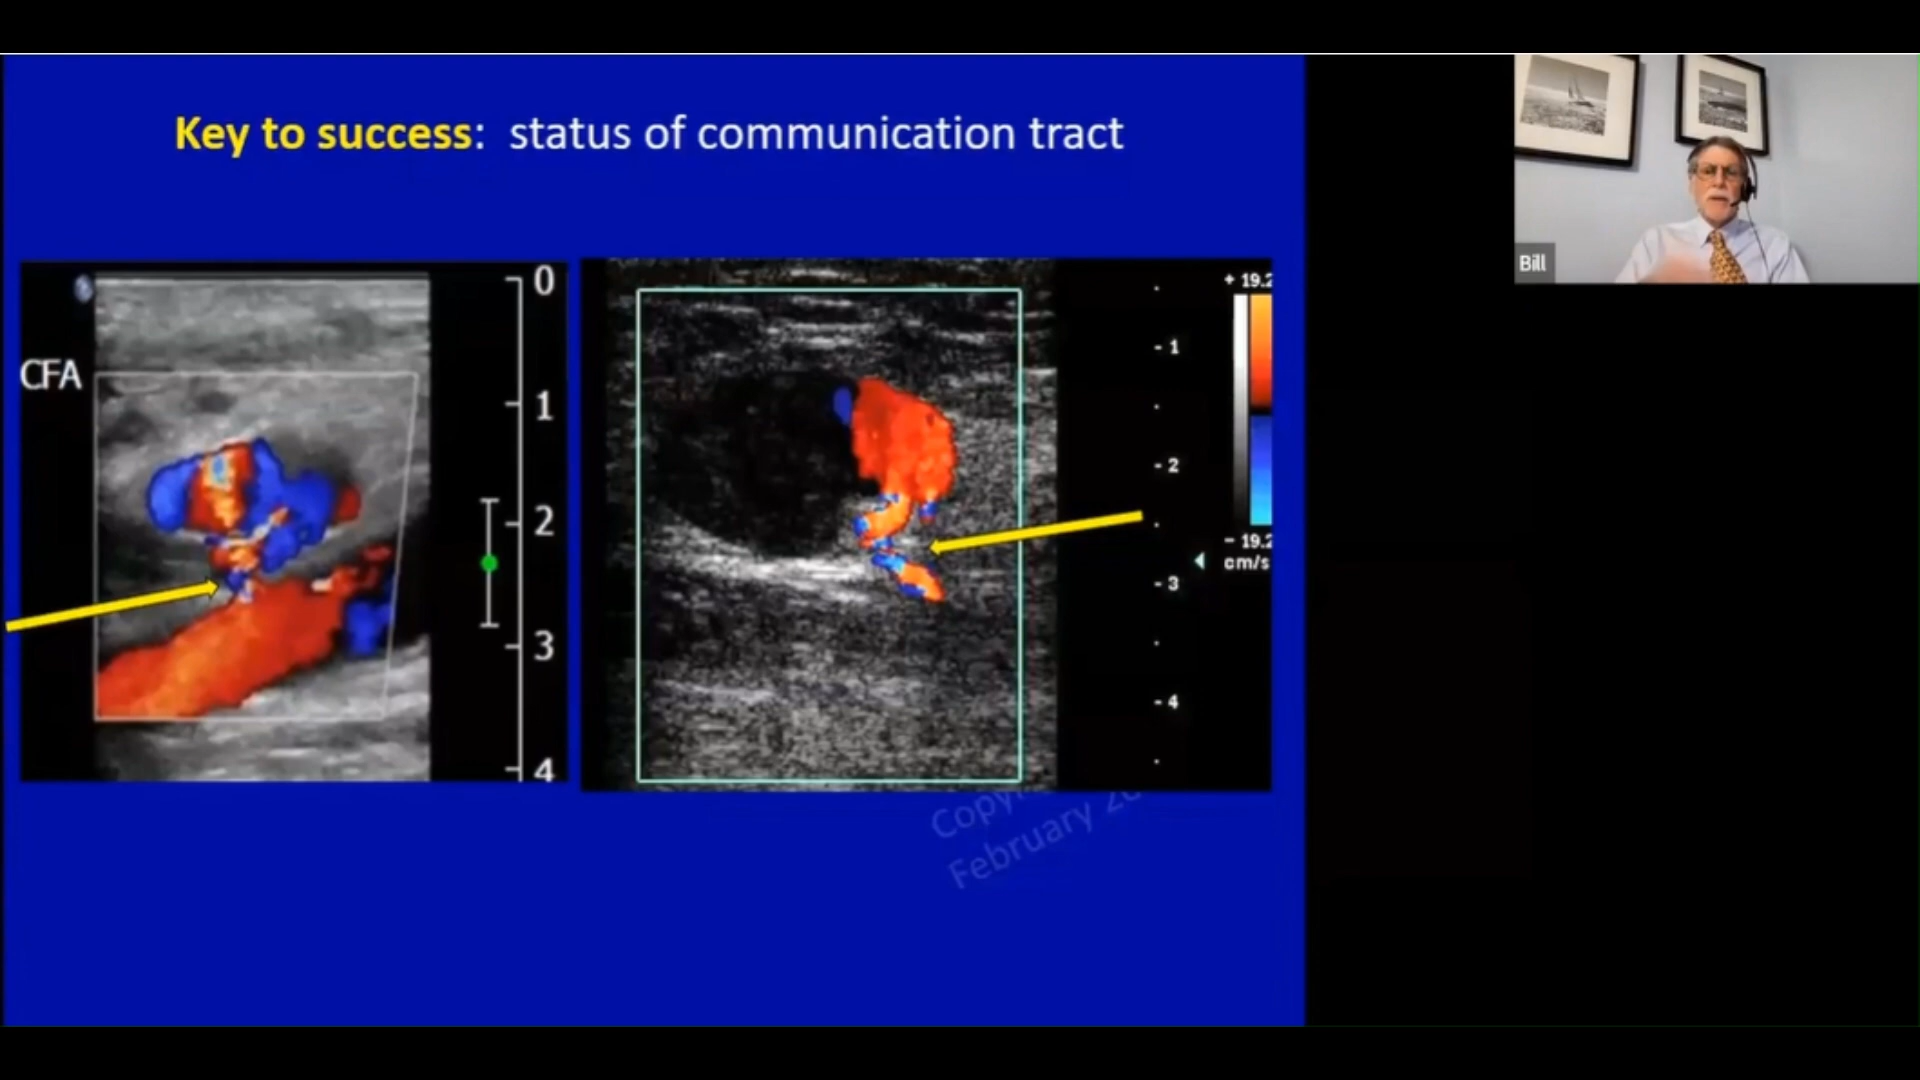 Key to success: status of communication tract
CFA
0
1
2
3
4
+ 19.2
- 1
- 2
- 19.2
cm/s
- 3
- 4
February
Bill